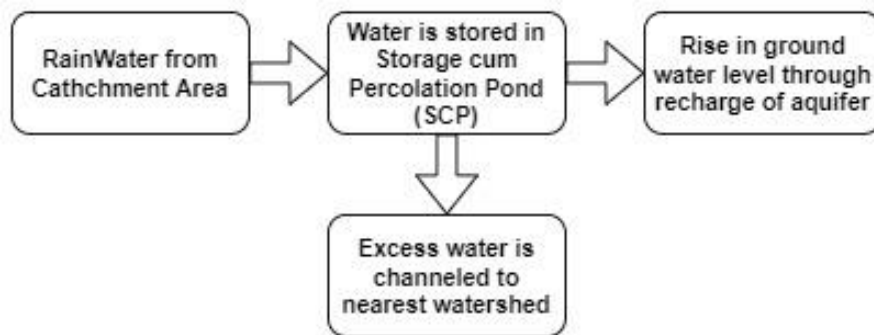 RainWater from
Cathchment Area
Water is stored in
Storage cum
Percolation Pond
(SCP)
Rise in ground
water level through
recharge of aquifer
Excess water is
channeled to
nearest watershed